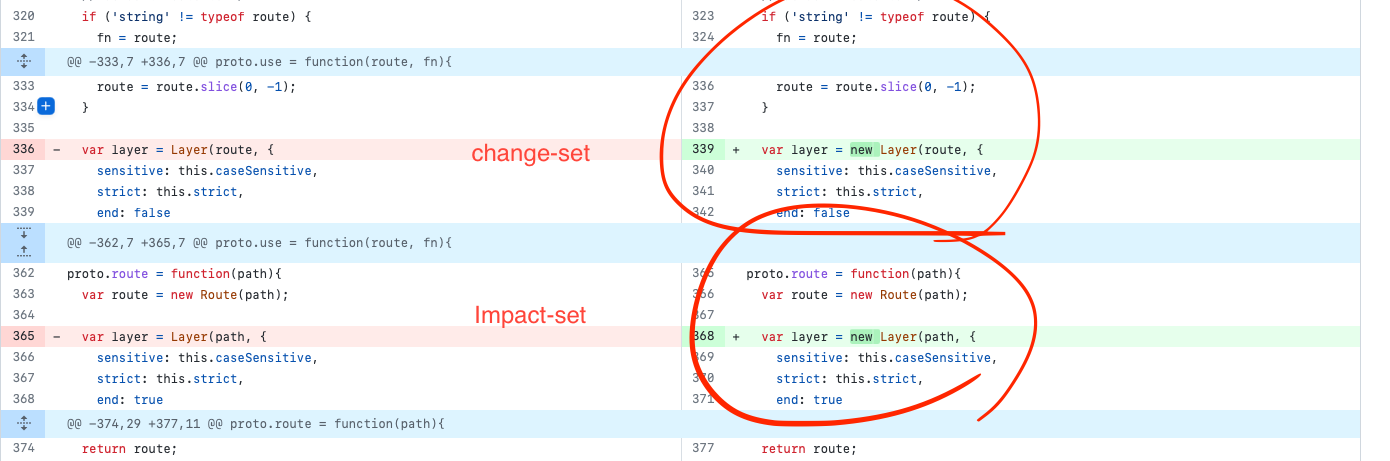 320 if ('string' != typeof route) { 323 if ('string' != typeof route) {
321 fn = route; 324 fn = route;
@@ -333,7 +336,7 @@ proto.use = function(route, fn){
333 route = route.slice(0, -1); 336 route = route.slice(0, -1);
334 + } 337 }
335 338
336 - var layer = Layer(route, { change-set 339 + var layer = new Layer(route, {
337 sensitive: this.caseSensitive, 340 sensitive: this.caseSensitive,
338 strict: this.strict, 341 strict: this.strict,
339 end: false 342 end: false
@@ -362,7 +365,7 @@ proto.use = function(route, fn){
362 proto.route = function(path){ 365 proto.route = function(path){
363 var route = new Route(path); 366 var route = new Route(path);
364 Impact-set 367
365 - var layer = Layer(path, { 368 + var layer = new Layer(path, {
366 sensitive: this.caseSensitive, 369 sensitive: this.caseSensitive,
367 strict: this.strict, 370 strict: this.strict,
368 end: true 371 end: true
@@ -374,29 +377,11 @@ proto.route = function(path){
374 return route; 377 return route;